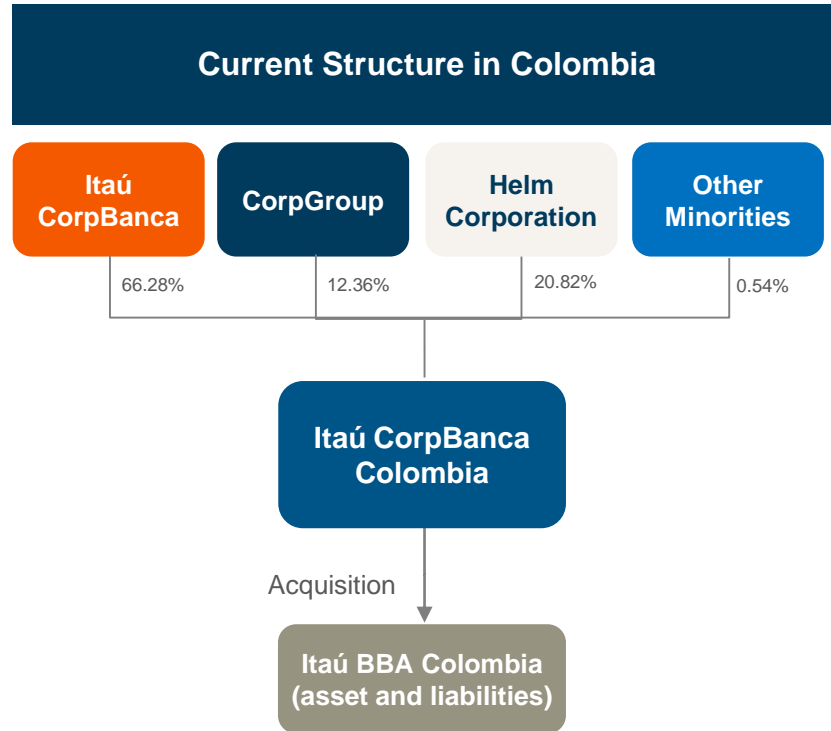 Current Structure in Colombia
Itaú
CorpBanca
CorpGroup
Helm
Corporation
Other
Minorities
66.28%
12.36%
20.82%
0.54%
Itaú CorpBanca
Colombia
Acquisition
Itaú BBA Colombia
(asset and liabilities)